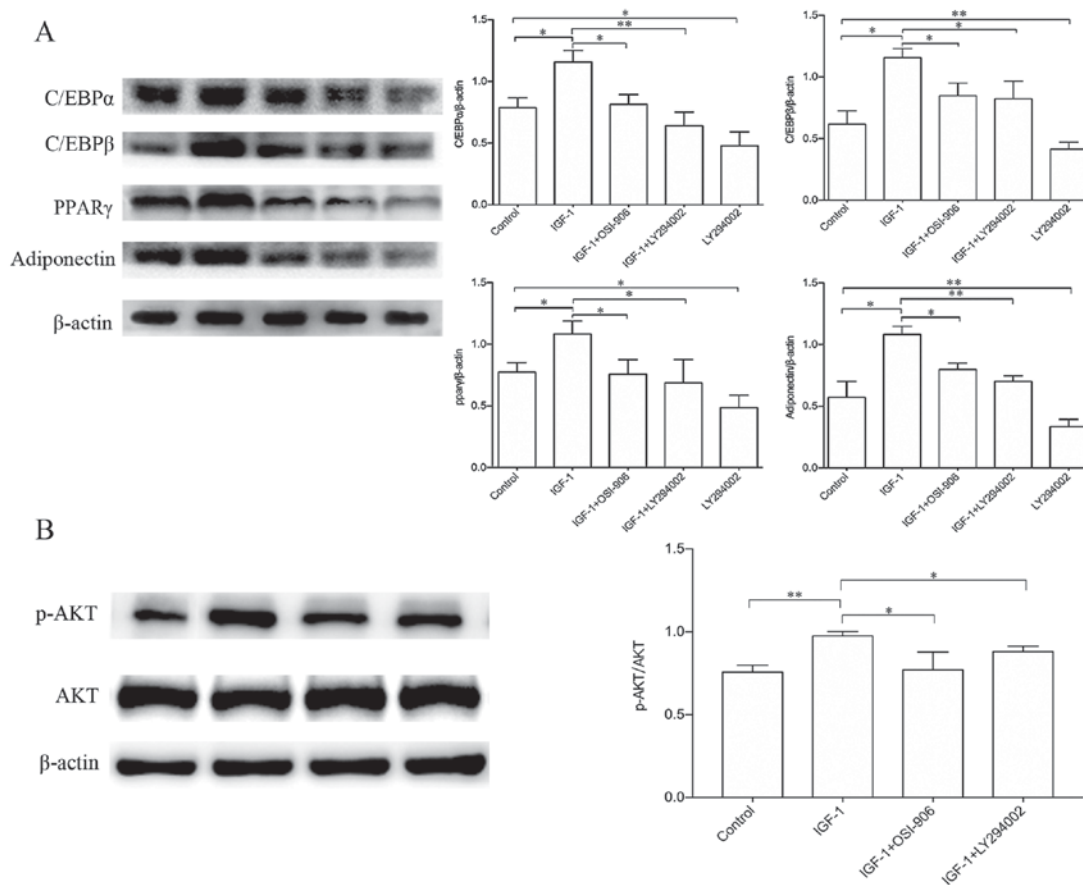 A
C/EBPα
C/EBPβ
PPARγ
Adiponectin
β-actin
C/EBPα/β-actin
1.5
1.0
0.5
0.0
*
**
*
*
Control
IGF-1
IGF-1+OSI-906
IGF-1+LY294002
LY294002
C/EBPβ/β-actin
1.5
1.0
0.5
0.0
**
*
*
*
Control
IGF-1
IGF-1+OSI-906
IGF-1+LY294002
LY294002
pparγ/β-actin
1.5
1.0
0.5
0.0
*
*
*
*
Control
IGF-1
IGF-1+OSI-906
IGF-1+LY294002
LY294002
Adiponectin/β-actin
1.5
1.0
0.5
0.0
**
**
*
*
Control
IGF-1
IGF-1+OSI-906
IGF-1+LY294002
LY294002
B
p-AKT
AKT
β-actin
p-AKT/AKT
1.5
1.0
0.5
0.0
*
**
*
Control
IGF-1
IGF-1+OSI-906
IGF-1+LY294002